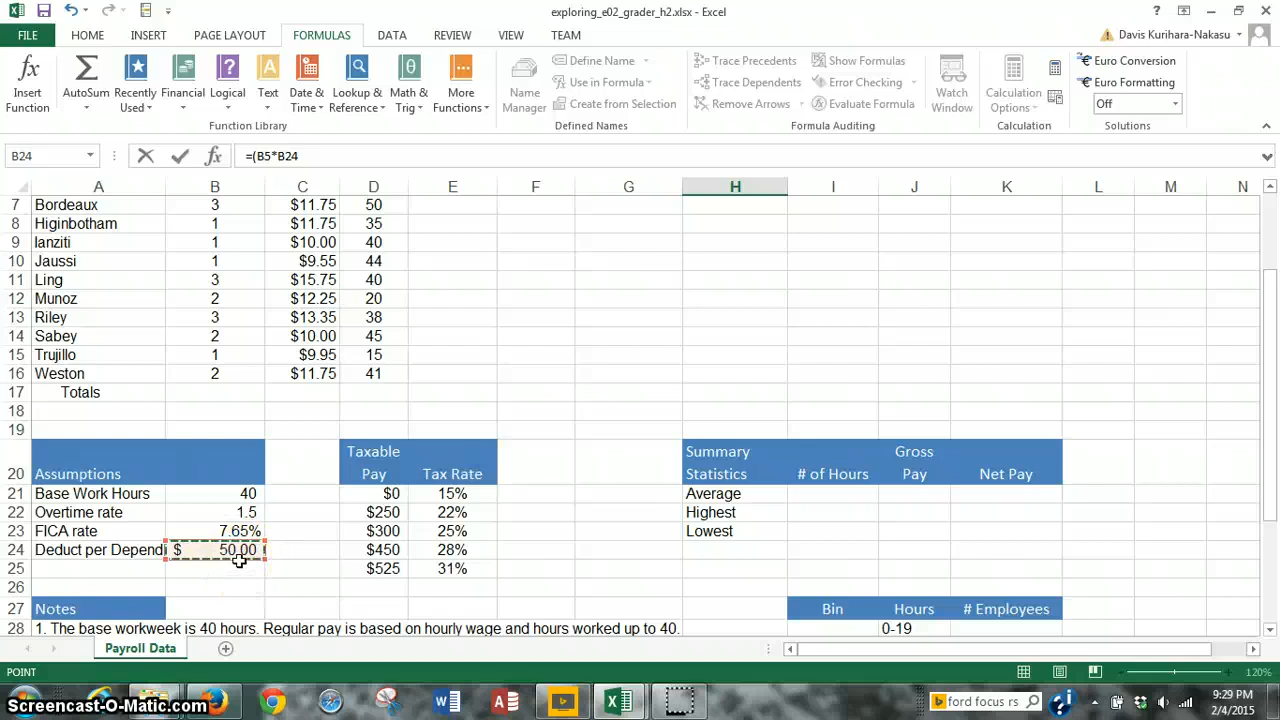 exploring_e02_grader_h2.xlsx - Excel
FILE HOME INSERT PAGE LAYOUT FORMULAS DATA REVIEW VIEW TEAM Davis Kurihara-Nakasu
Insert Function
AutoSum
Recently Used
Financial
Logical
Text
Date & Time
Lookup & Reference
Math & Trig
More Functions
Function Library
Name Manager
Define Name
Use in Formula
Create from Selection
Defined Names
Trace Precedents
Trace Dependents
Remove Arrows
Show Formulas
Error Checking
Evaluate Formula
Formula Auditing
Watch Window
Calculation Options
Calculation
Euro Conversion
Euro Formatting
Off
Solutions
B24 fx =(B5*B24
A B C D E F G H I J K L M N
7 Bordeaux 3 $11.75 50
8 Higinbotham 1 $11.75 35
9 Ianziti 1 $10.00 40
10 Jaussi 1 $9.55 44
11 Ling 3 $15.75 40
12 Munoz 2 $12.25 20
13 Riley 3 $13.35 38
14 Sabey 2 $10.00 45
15 Trujillo 1 $9.95 15
16 Weston 2 $11.75 41
17 Totals
18
19
Taxable Summary Gross
20 Assumptions Pay Tax Rate Statistics # of Hours Pay Net Pay
21 Base Work Hours 40 $0 15% Average
22 Overtime rate 1.5 $250 22% Highest
23 FICA rate 7.65% $300 25% Lowest
24 Deduct per Dependi $ 50.00 $450 28%
25 $525 31%
26
27 Notes Bin Hours # Employees
28 1. The base workweek is 40 hours. Regular pay is based on hourly wage and hours worked up to 40. 0-19
Payroll Data
POINT 120%
Screencast-O-Matic.com
ford focus rs
9:29 PM
2/4/2015